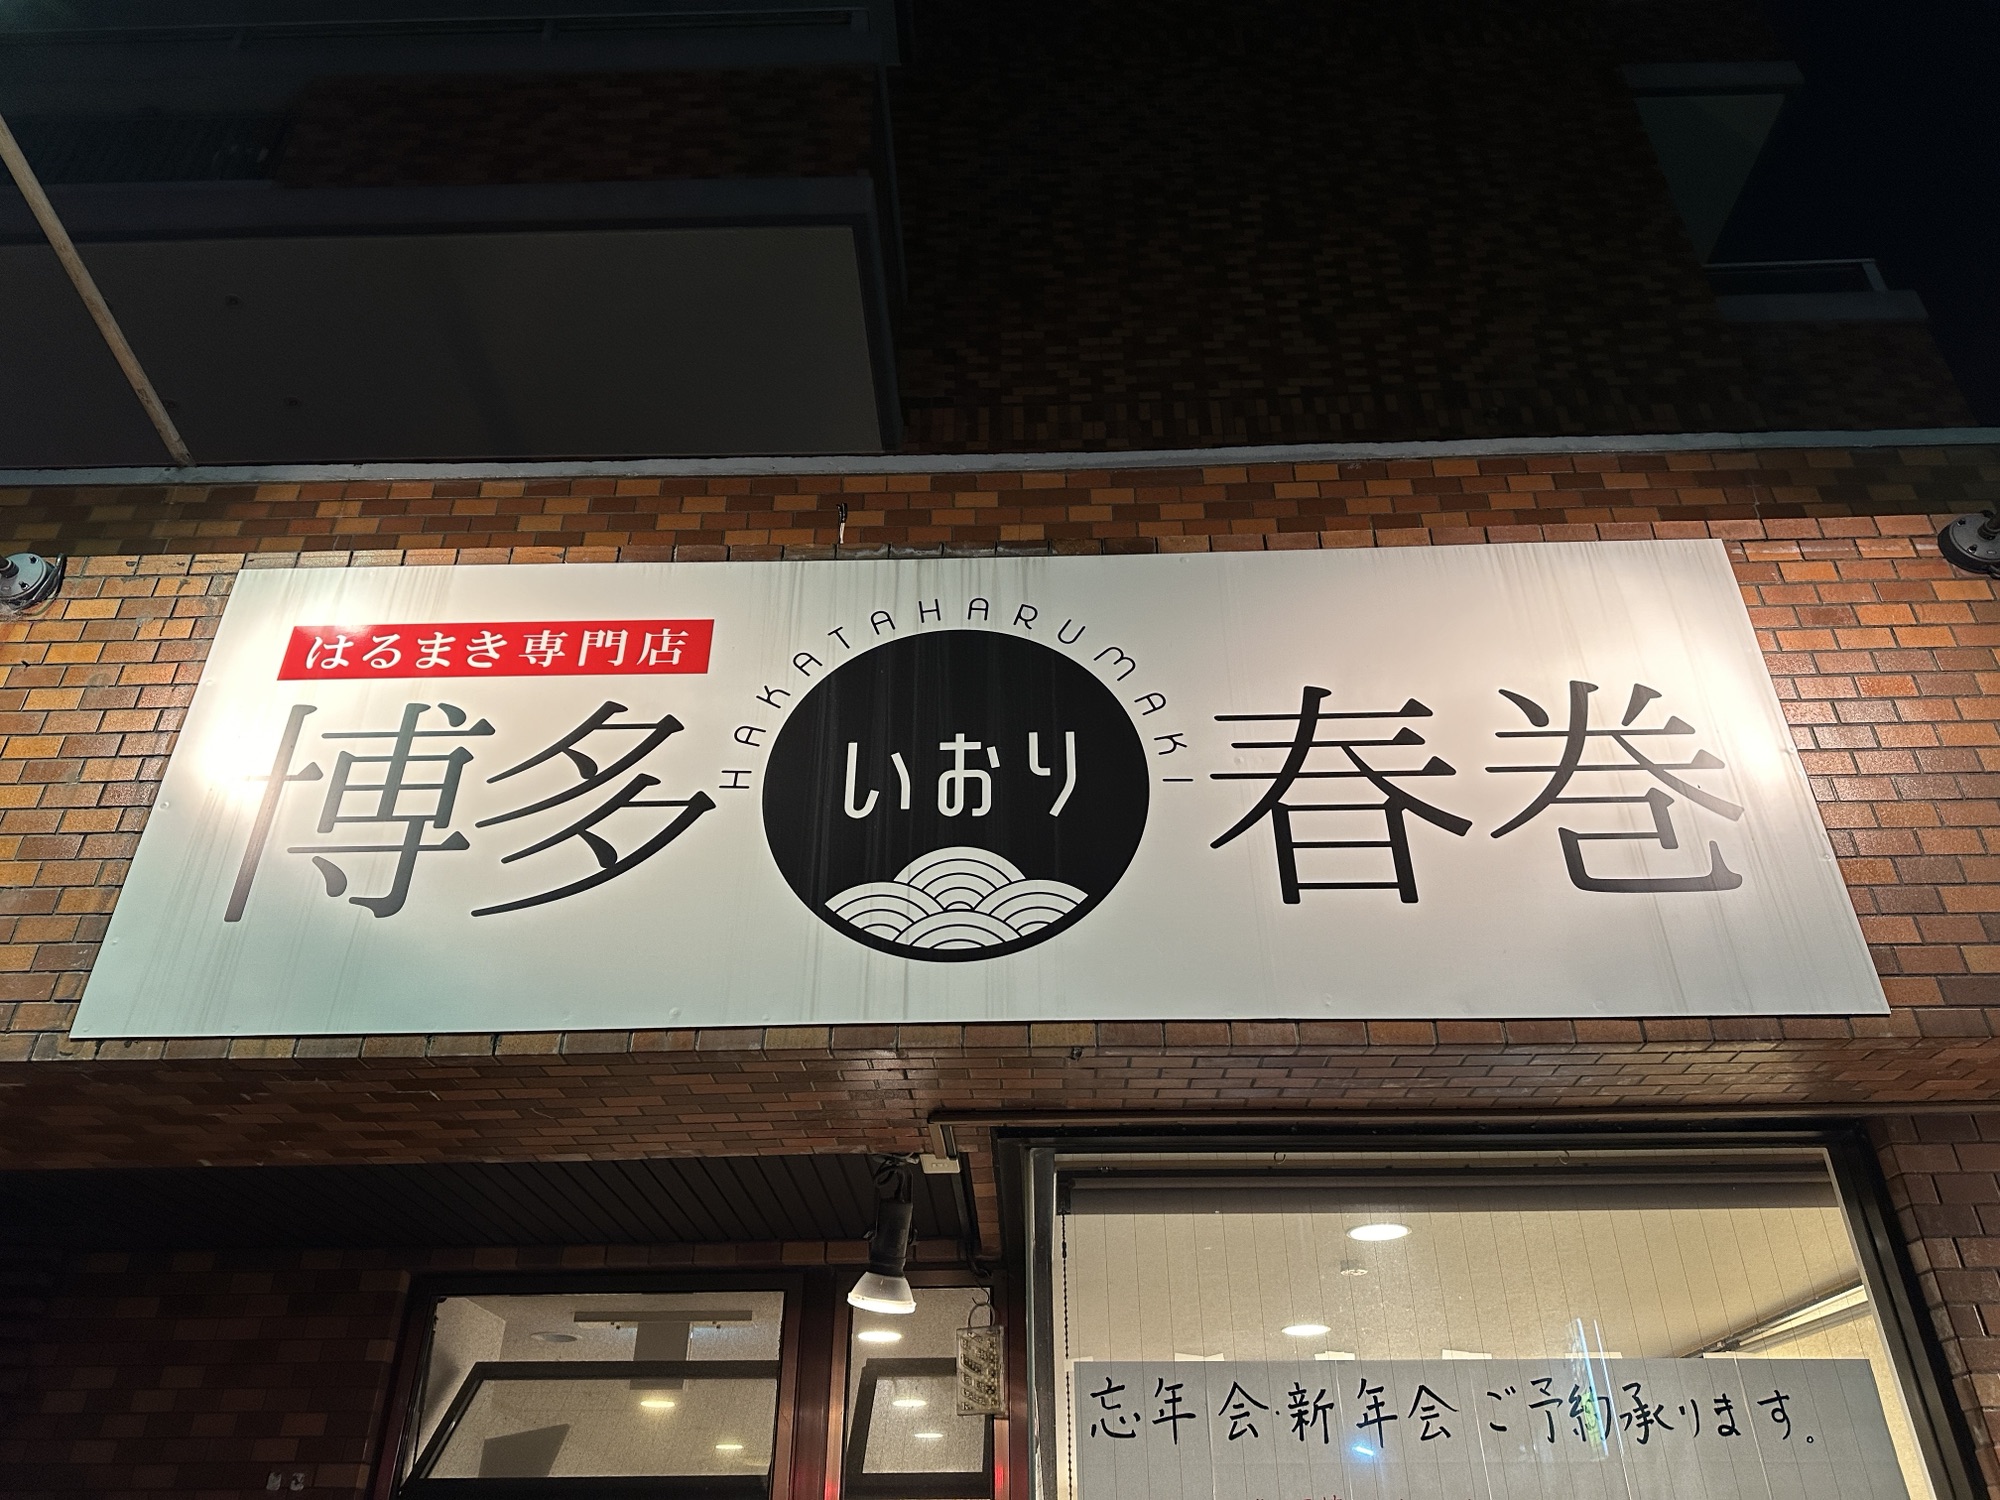 はるまき専門店
博多
HAKATAHARUMAKI
いおり
春巻
忘年会・新年会ご予約承ります。